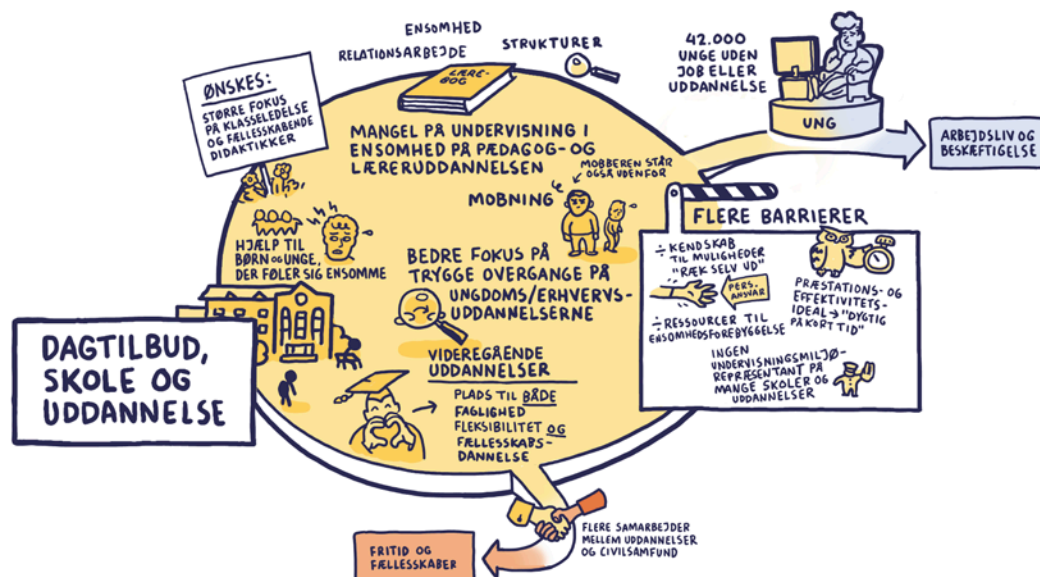 ENSOMHED
RELATIONSARBEJDE
STRUKTURER
LÆRE-
BOG
ØNSKES:
STØRRE FOKUS
PÅ KLASSELEDELSE
OG FÆLLESSKABENDE
DIDAKTIKKER
MANGEL PÅ UNDERVISNING I
ENSOMHED PÅ PÆDAGOG- OG
LÆRERUDDANNELSEN
MOBBEREN STÅR
OGSÅ UDENFOR
MOBNING
HJÆLP TIL
BØRN OG UNGE,
DER FØLER SIG ENSOMME
BEDRE FOKUS PÅ
TRYGGE OVERGANGE PÅ
UNGDOMS/ERHVERVS-
UDDANNELSERNE
DAGTILBUD,
SKOLE OG
UDDANNELSE
VIDEREGÅENDE
UDDANNELSER
PLADS TIL BÅDE
FAGLIGHED
FLEKSIBILITET OG
FÆLLESSKABS-
DANNELSE
42.000
UNGE UDEN
JOB ELLER
UDDANNELSE
UNG
ARBEJDSLIV OG
BESKÆFTIGELSE
FLERE BARRIERER
÷ KENDSKAB
TIL MULIGHEDER
"RÆK SELV UD"
PERS.
ANSVAR
÷ RESSOURCER TIL
ENSOMHEDSFOREBYGGELSE
PRÆSTATIONS- OG
EFFEKTIVITETS-
IDEAL → "DYGTIG
PÅ KORT TID"
INGEN
UNDERVISNINGSMILJØ-
REPRÆSENTANT PÅ
MANGE SKOLER OG
UDDANNELSER
FLERE SAMARBEJDER
MELLEM UDDANNELSER
OG CIVILSAMFUND
FRITID OG
FÆLLESSKABER